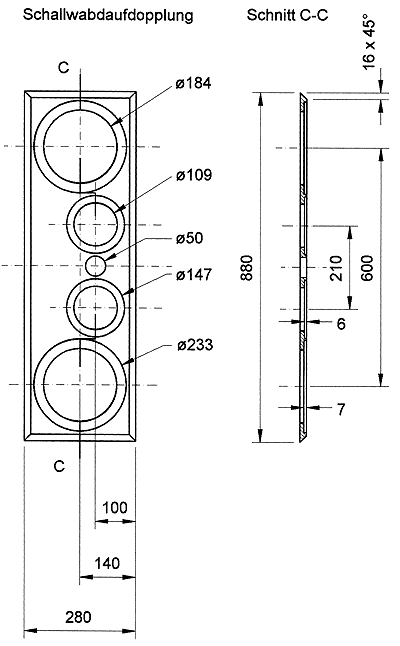 Schallwabdaufdopplung
Schnitt C-C
16 x 45°
C
ø184
ø109
ø50
ø147
ø233
880
210
600
6
7
C
100
140
280